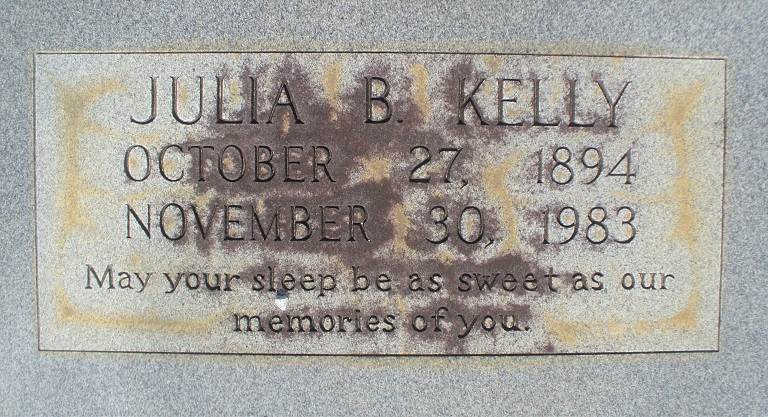 JULIA B. KELLY
OCTOBER 27, 1894
NOVEMBER 30, 1983
May your sleep be as sweet as our
memories of you.